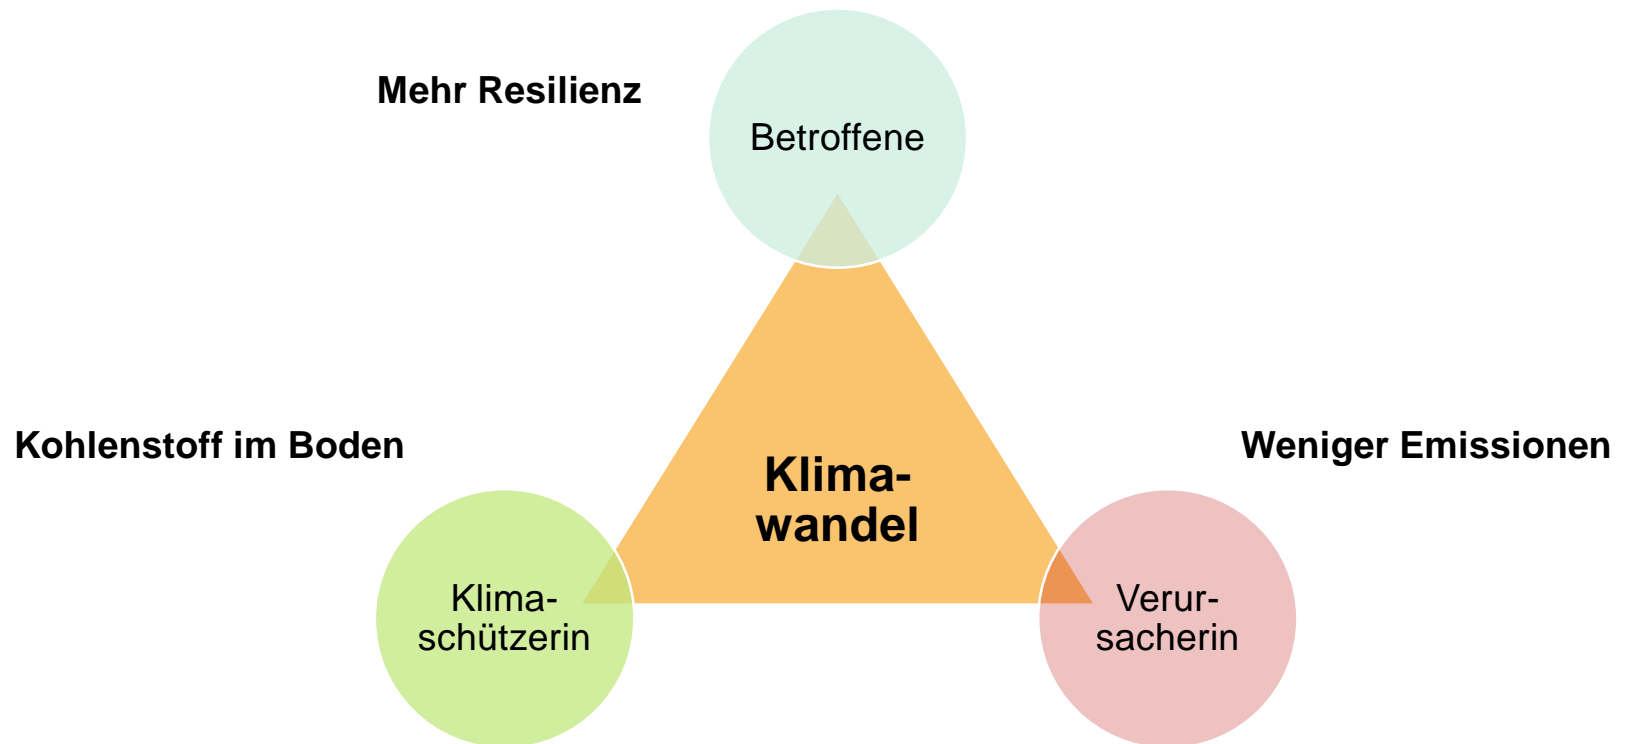 Mehr Resilienz
Betroffene
Kohlenstoff im Boden
Weniger Emissionen
Klima-
wandel
Klima-
schützerin
Verur-
sacherin